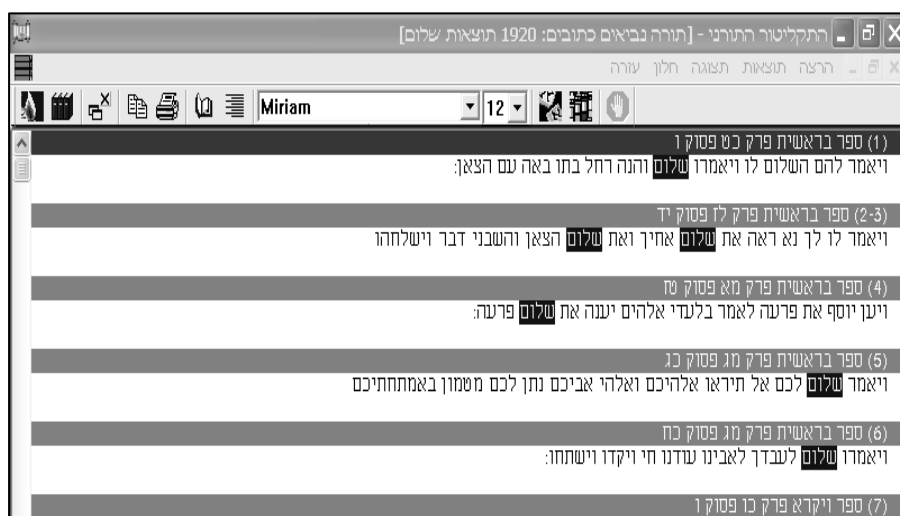 התקליטור התורני - [תורה נביאים כתובים: 1920 תוצאות שלום]
הרצה תוצאות תצוגה חלון עזרה
Miriam 12
(1) ספר בראשית פרק כט פסוק ו
ויאמר להם השלום לו ויאמרו שלום והנה רחל בתו באה עם הצאן:
(2-3) ספר בראשית פרק לז פסוק יד
ויאמר לו לך נא ראה את שלום אחיך ואת שלום הצאן והשבני דבר וישלחהו
(4) ספר בראשית פרק מא פסוק טז
ויען יוסף את פרעה לאמר בלעדי אלהים יענה את שלום פרעה:
(5) ספר בראשית פרק מג פסוק כג
ויאמר שלום לכם אל תיראו אלהיכם ואלהי אביכם נתן לכם מטמון באמתחתיכם
(6) ספר בראשית פרק מג פסוק כח
ויאמרו שלום לעבדך לאבינו עודנו חי ויקדו וישתחו:
(7) ספר ויקרא פרק כו פסוק ו